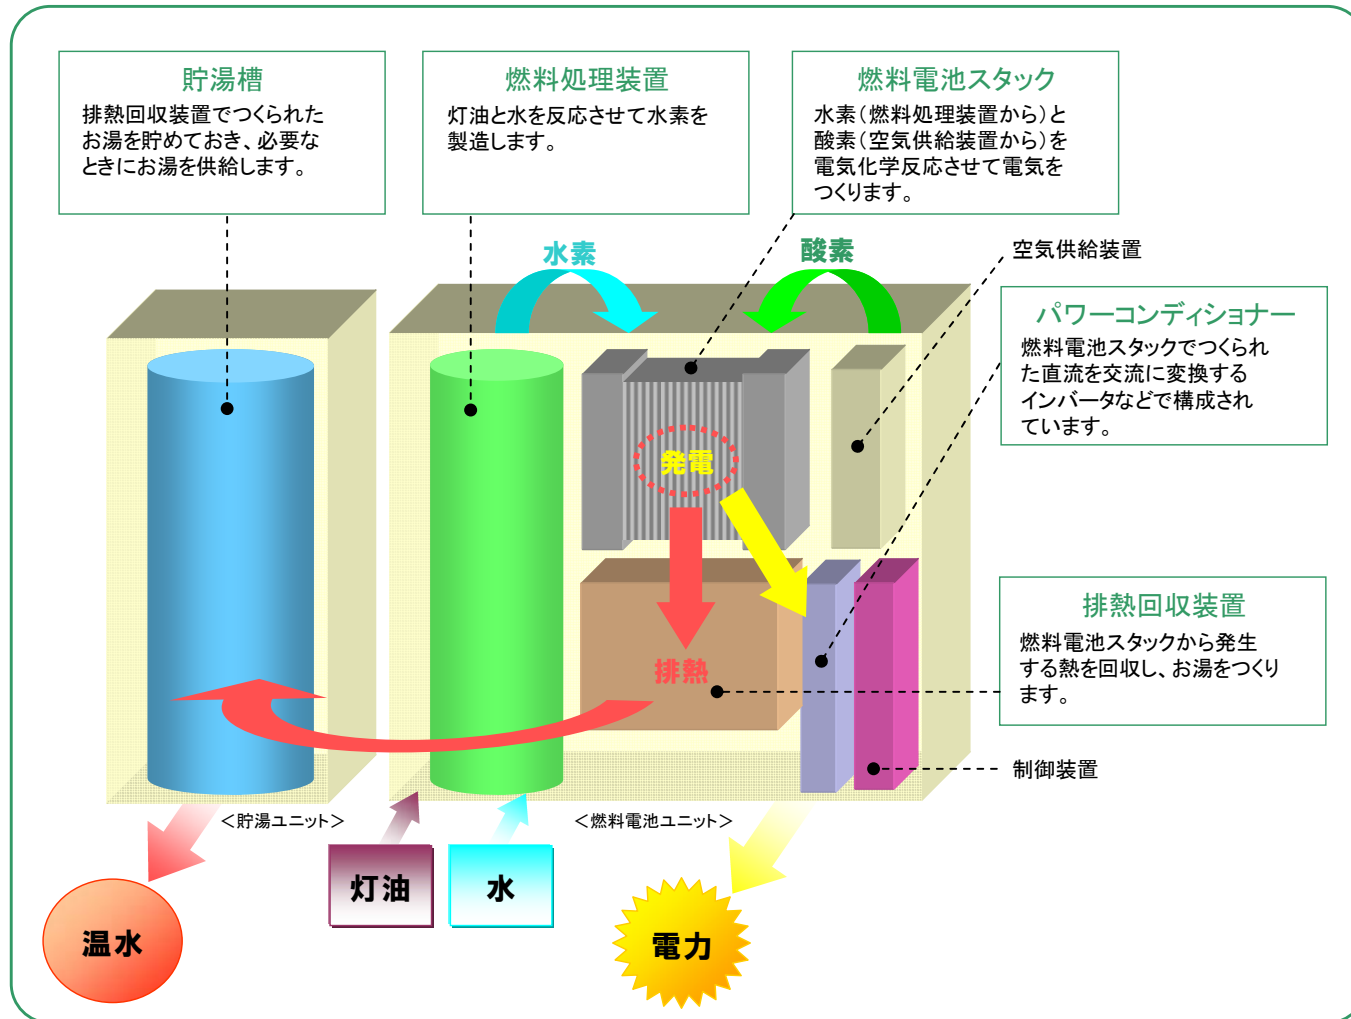 貯湯槽
排熱回収装置でつくられた
お湯を貯めておき、必要な
ときにお湯を供給します。
燃料処理装置
灯油と水を反応させて水素を
製造します。
燃料電池スタック
水素（燃料処理装置から）と
酸素（空気供給装置から）を
電気化学反応させて電気を
つくります。
水素
酸素
空気供給装置
パワーコンディショナー
燃料電池スタックでつくられ
た直流を交流に変換する
インバータなどで構成され
ています。
発電
排熱回収装置
燃料電池スタックから発生
する熱を回収し、お湯をつくり
ます。
排熱
制御装置
＜貯湯ユニット＞
＜燃料電池ユニット＞
灯油
水
温水
電力